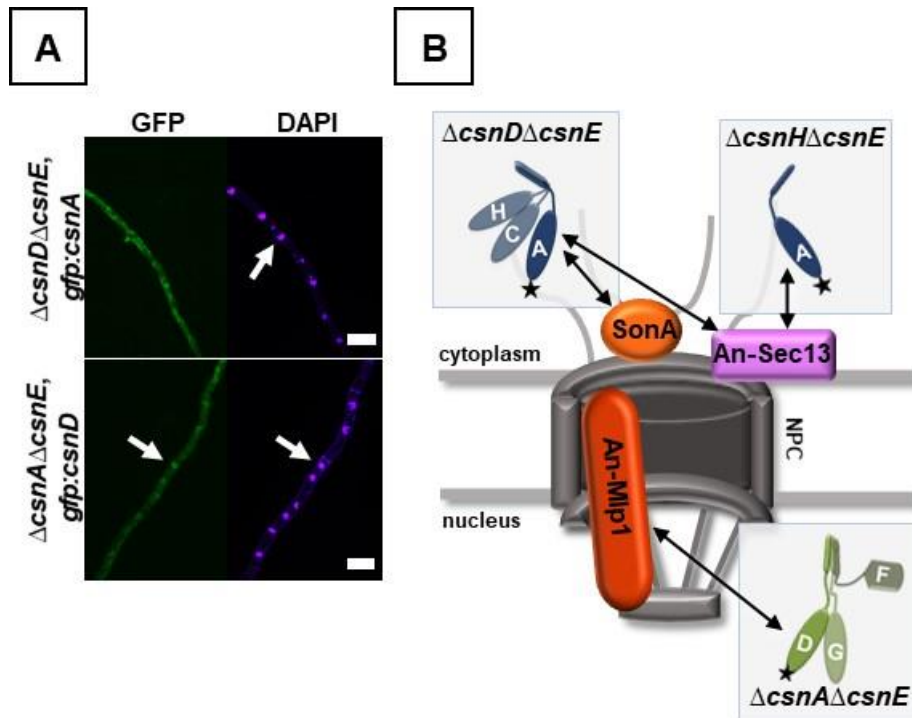 A
GFP DAPI
ΔcsnDΔcsnE,
gfp:csnA
ΔcsnAΔcsnE,
gfp:csnD
B
ΔcsnDΔcsnE
ΔcsnHΔcsnE
H
C
A
A
SonA
An-Sec13
cytoplasm
An-Mlp1
NPC
nucleus
F
D
G
ΔcsnAΔcsnE